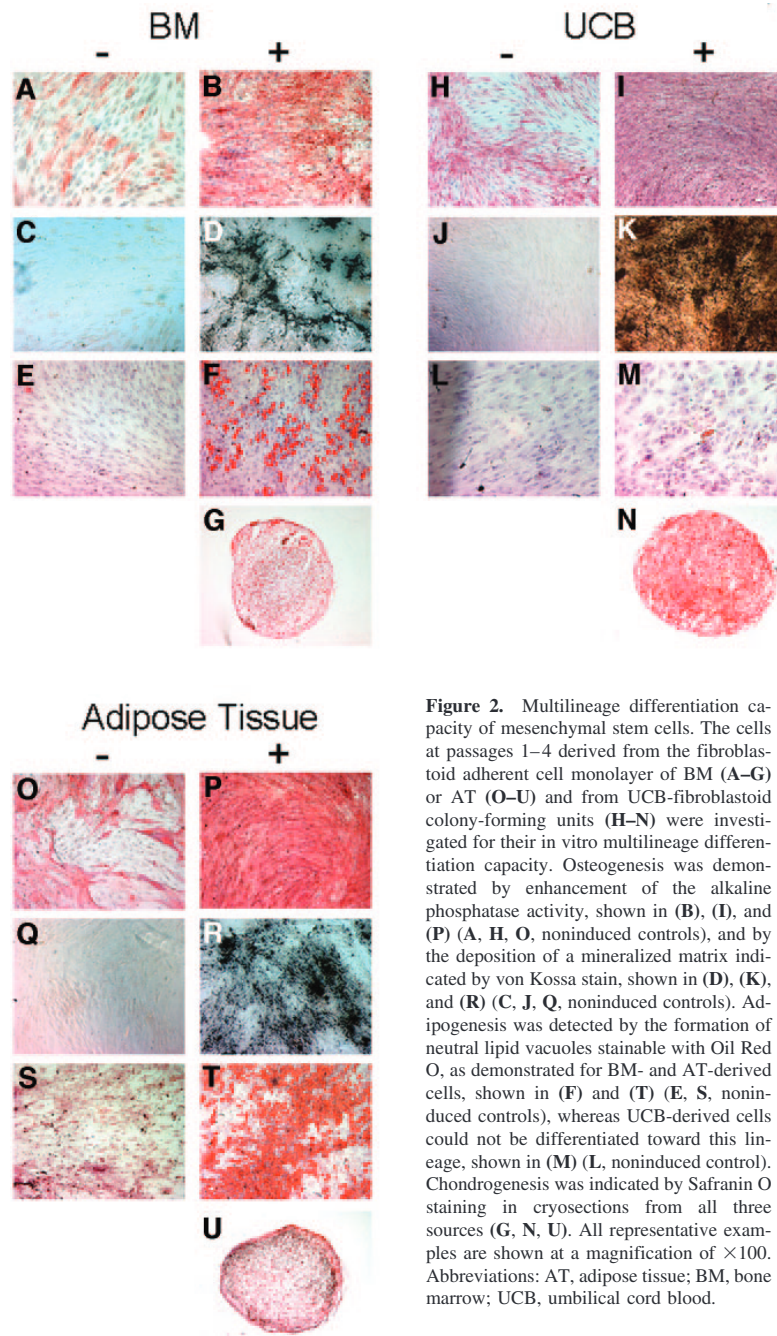 BM
- +
UCB
- +
A
B
H
I
C
D
J
K
E
F
L
M
G
N
Adipose Tissue
- +
O
P
Q
R
S
T
U
Figure 2. Multilineage differentiation ca-
pacity of mesenchymal stem cells. The cells
at passages 1–4 derived from the fibroblas-
toid adherent cell monolayer of BM (A–G)
or AT (O–U) and from UCB-fibroblastoid
colony-forming units (H–N) were investi-
gated for their in vitro multilineage differen-
tiation capacity. Osteogenesis was demon-
strated by enhancement of the alkaline
phosphatase activity, shown in (B), (I), and
(P) (A, H, O, noninduced controls), and by
the deposition of a mineralized matrix indi-
cated by von Kossa stain, shown in (D), (K),
and (R) (C, J, Q, noninduced controls). Ad-
ipogenesis was detected by the formation of
neutral lipid vacuoles stainable with Oil Red
O, as demonstrated for BM- and AT-derived
cells, shown in (F) and (T) (E, S, nonin-
duced controls), whereas UCB-derived cells
could not be differentiated toward this lin-
eage, shown in (M) (L, noninduced control).
Chondrogenesis was indicated by Safranin O
staining in cryosections from all three
sources (G, N, U). All representative exam-
ples are shown at a magnification of ×100.
Abbreviations: AT, adipose tissue; BM, bone
marrow; UCB, umbilical cord blood.